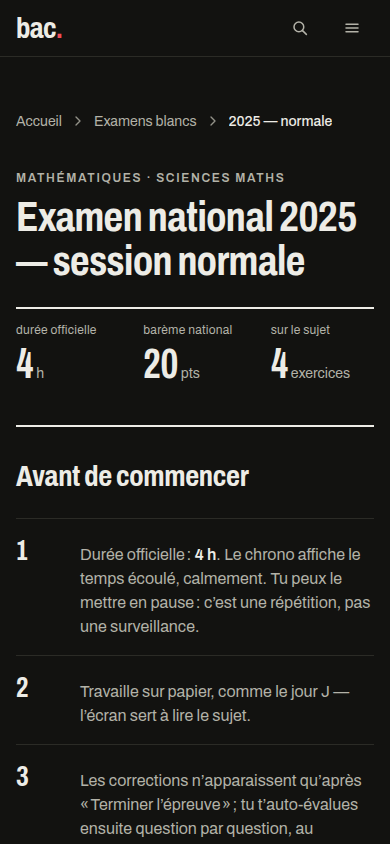 bac.
Accueil > Examens blancs > 2025 — normale
MATHÉMATIQUES · SCIENCES MATHS
Examen national 2025
— session normale
durée officielle
4 h
barème national
20 pts
sur le sujet
4 exercices
Avant de commencer
1
Durée officielle : 4 h. Le chrono affiche le
temps écoulé, calmement. Tu peux le
mettre en pause : c’est une répétition, pas
une surveillance.
2
Travaille sur papier, comme le jour J —
l’écran sert à lire le sujet.
3
Les corrections n’apparaissent qu’après
« Terminer l’épreuve » ; tu t’auto-évalues
ensuite question par question, au